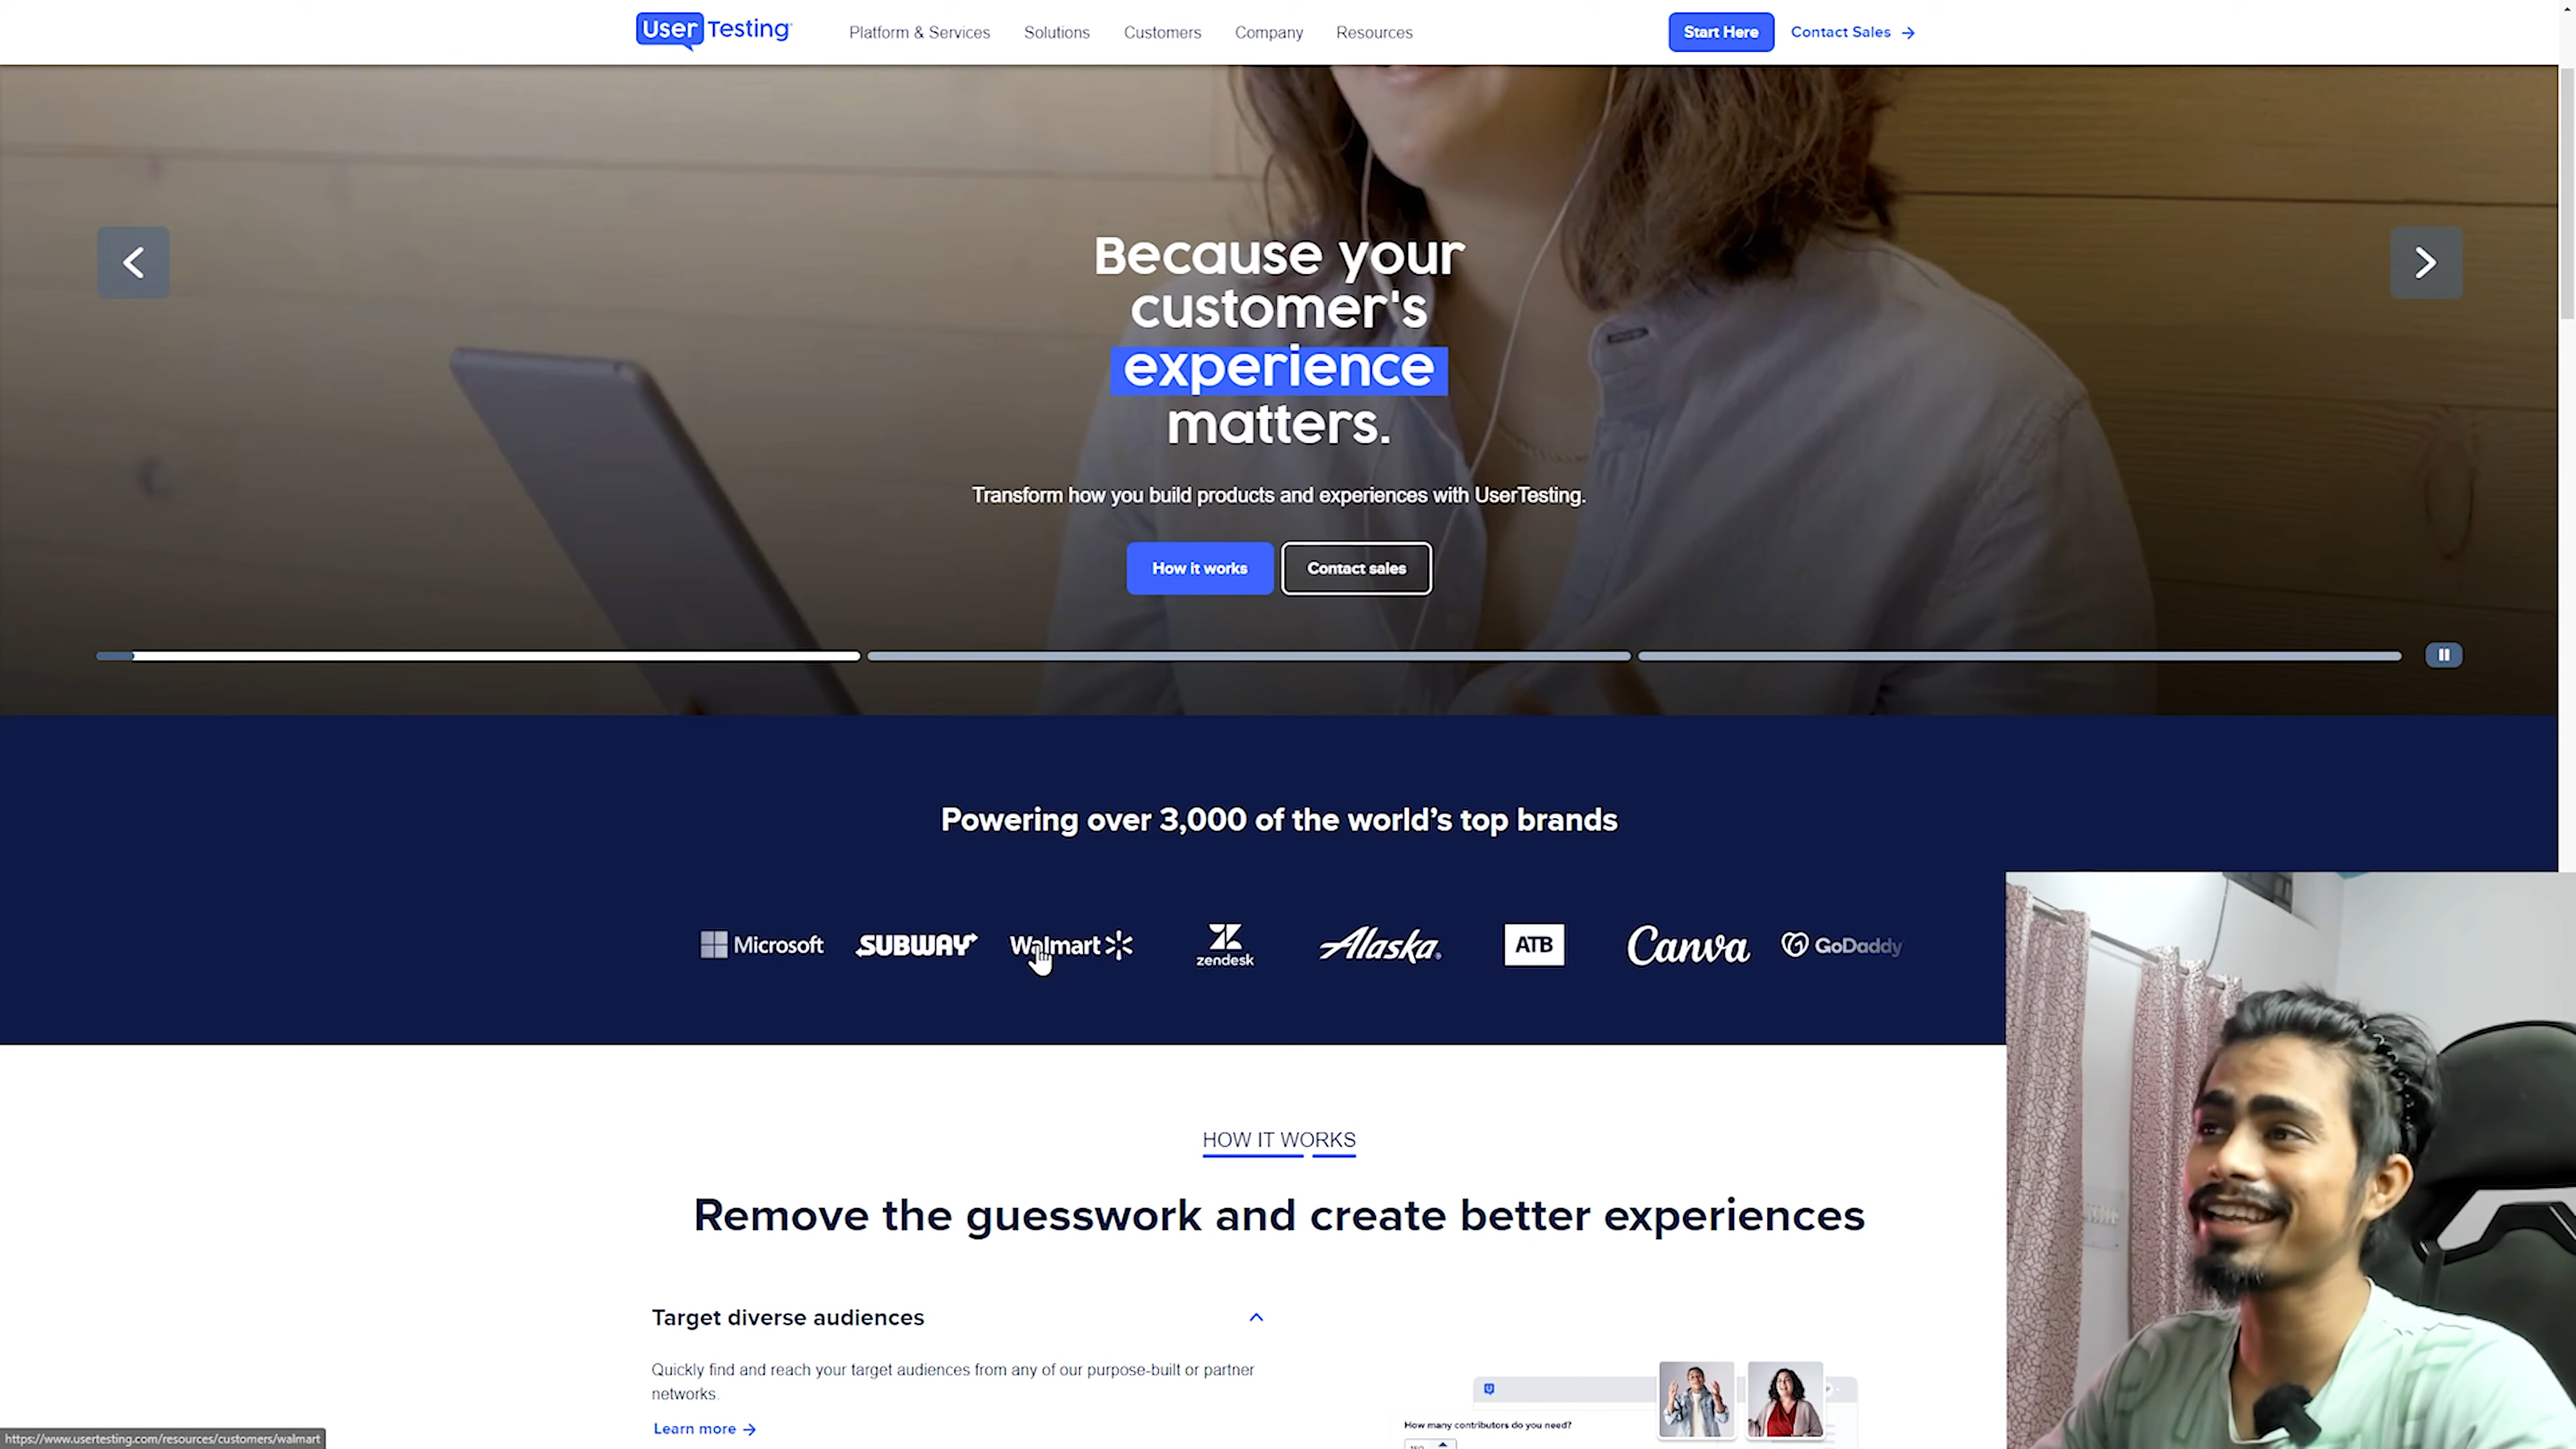 User Testing
Platform & Services Solutions Customers Company Resources
Start Here Contact Sales
Because your
customer's
experience
matters.
Transform how you build products and experiences with UserTesting.
How it works Contact sales
Powering over 3,000 of the world's top brands
Microsoft SUBWAY Walmart zendesk Alaska ATB Canva GoDaddy
HOW IT WORKS
Remove the guesswork and create better experiences
Target diverse audiences
Quickly find and reach your target audiences from any of our purpose-built or partner
networks.
Learn more
How many contributors do you need?
https://www.usertesting.com/resources/customers/walmart